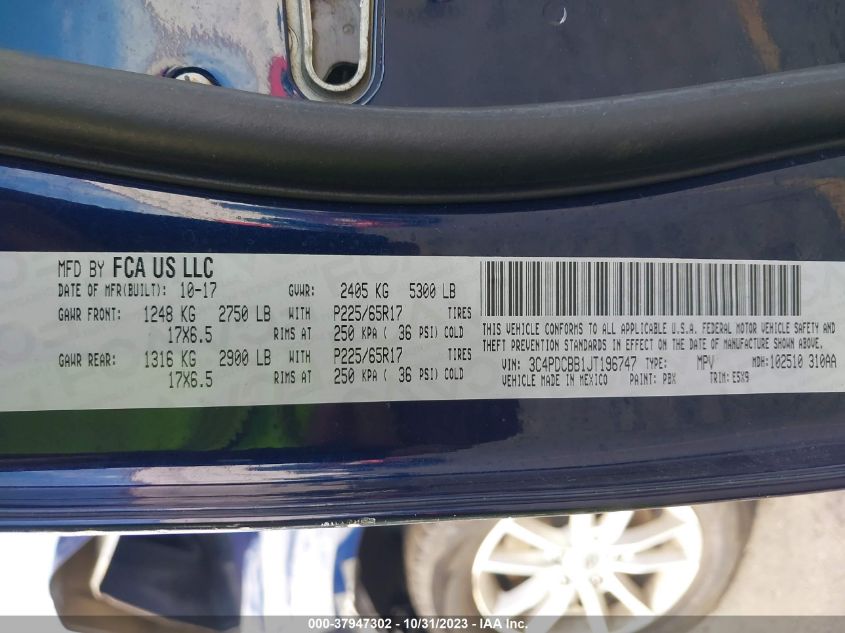 MFD BY FCA US LLC
DATE OF MFR(BUILT): 10-17 GVWR: 2405 KG 5300 LB
GAWR FRONT: 1248 KG 2750 LB WITH P225/65R17 TIRES
17X6.5 RIMS AT 250 KPA ( 36 PSI) COLD
GAWR REAR: 1316 KG 2900 LB WITH P225/65R17 TIRES
17X6.5 RIMS AT 250 KPA ( 36 PSI) COLD
THIS VEHICLE CONFORMS TO ALL APPLICABLE U.S.A. FEDERAL MOTOR VEHICLE SAFETY AND
THEFT PREVENTION STANDARDS IN EFFECT ON THE DATE OF MANUFACTURE SHOWN ABOVE.
VIN: 3C4PDCBB1JT196747 TYPE: MPV MDH:102510 310AA
VEHICLE MADE IN MEXICO PAINT: PBX TRIM: E5X9
000-37947302 - 10/31/2023 - IAA Inc.